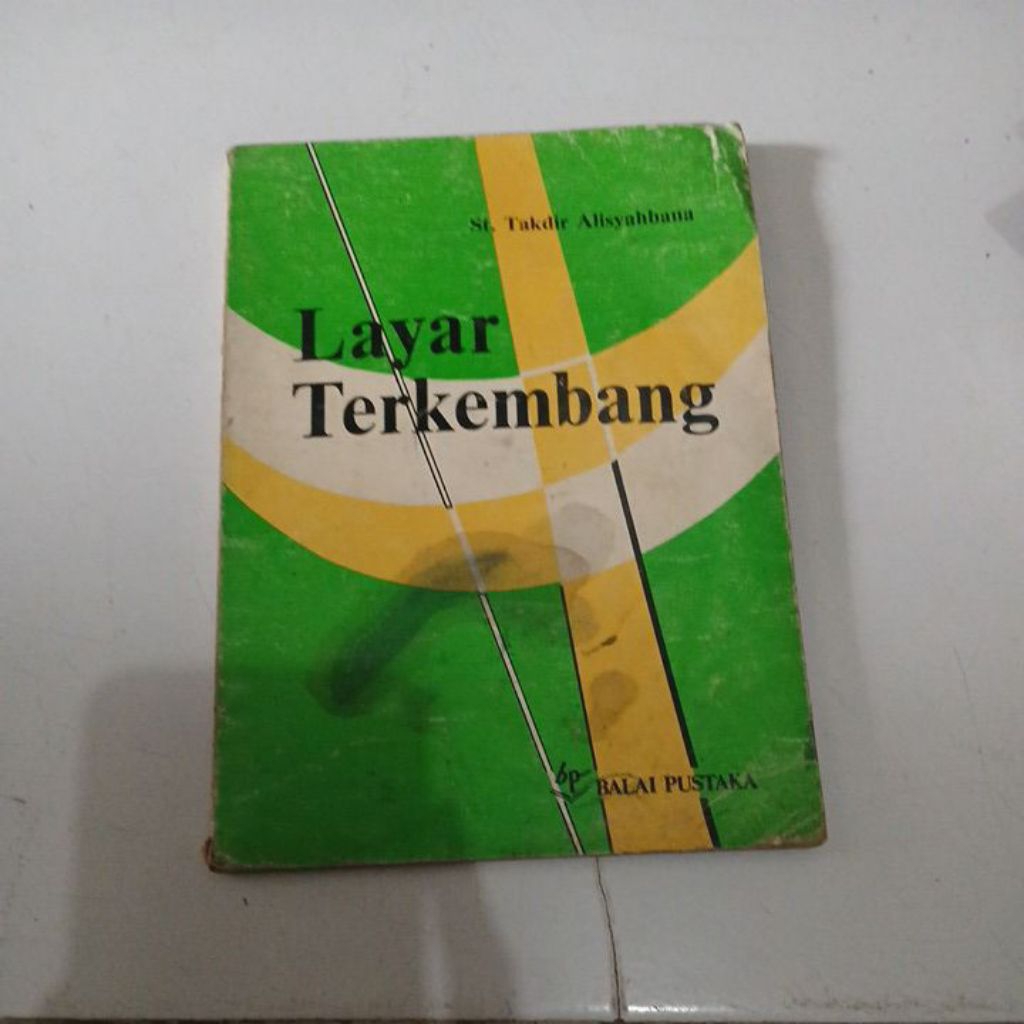 St. Takdir Alisyahbana
Layar
Terkembang
bp BALAI PUSTAKA